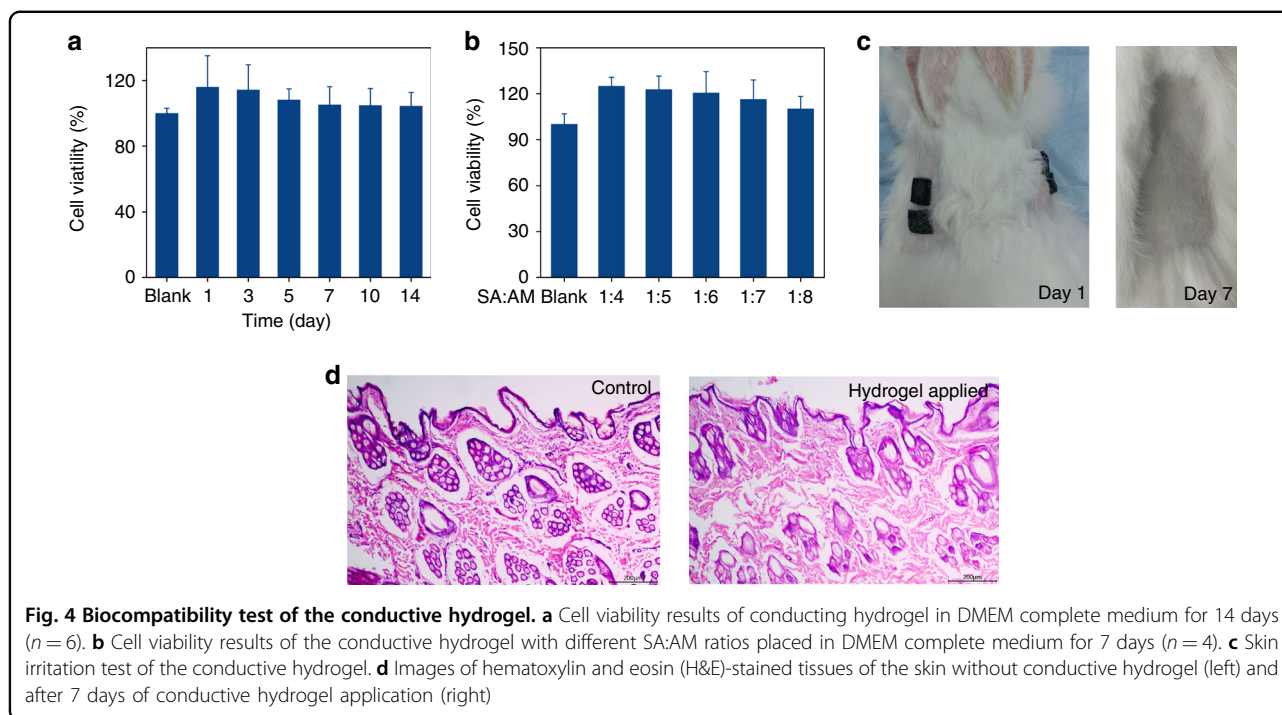 a
Cell viatility (%)
120
80
40
0
Blank 1 3 5 7 10 14
Time (day)
b
Cell viability (%)
150
120
90
60
30
0
SA:AM Blank 1:4 1:5 1:6 1:7 1:8
c
Day 1
Day 7
d
Control
200μm
Hydrogel applied
200μm
Fig. 4 Biocompatibility test of the conductive hydrogel. a Cell viability results of conducting hydrogel in DMEM complete medium for 14 days
(n = 6). b Cell viability results of the conductive hydrogel with different SA:AM ratios placed in DMEM complete medium for 7 days (n = 4). c Skin
irritation test of the conductive hydrogel. d Images of hematoxylin and eosin (H&E)-stained tissues of the skin without conductive hydrogel (left) and
after 7 days of conductive hydrogel application (right)